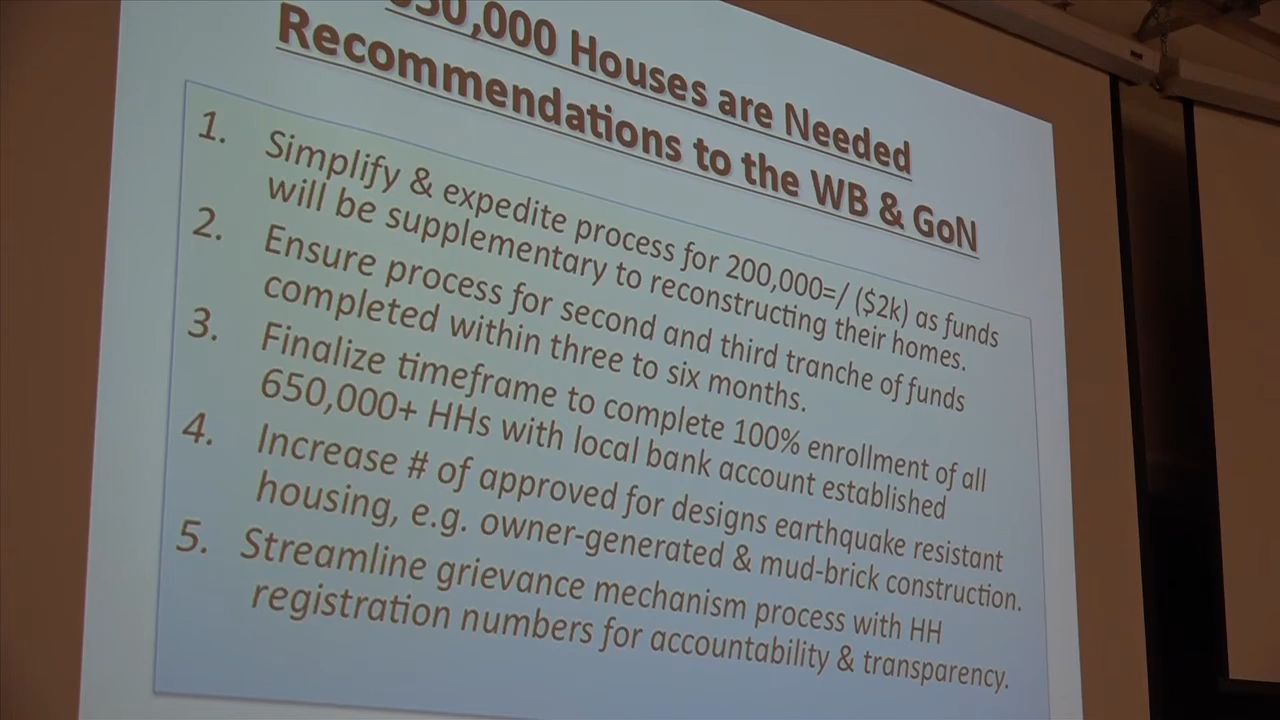 50,000 Houses are Needed
Recommendations to the WB & GoN
1. Simplify & expedite process for 200,000=/ ($2k) as funds
will be supplementary to reconstructing their homes.
2. Ensure process for second and third tranche of funds
completed within three to six months.
3. Finalize timeframe to complete 100% enrollment of all
650,000+ HHs with local bank account established
4. Increase # of approved for designs earthquake resistant
housing, e.g. owner-generated & mud-brick construction.
5. Streamline grievance mechanism process with HH
registration numbers for accountability & transparency.